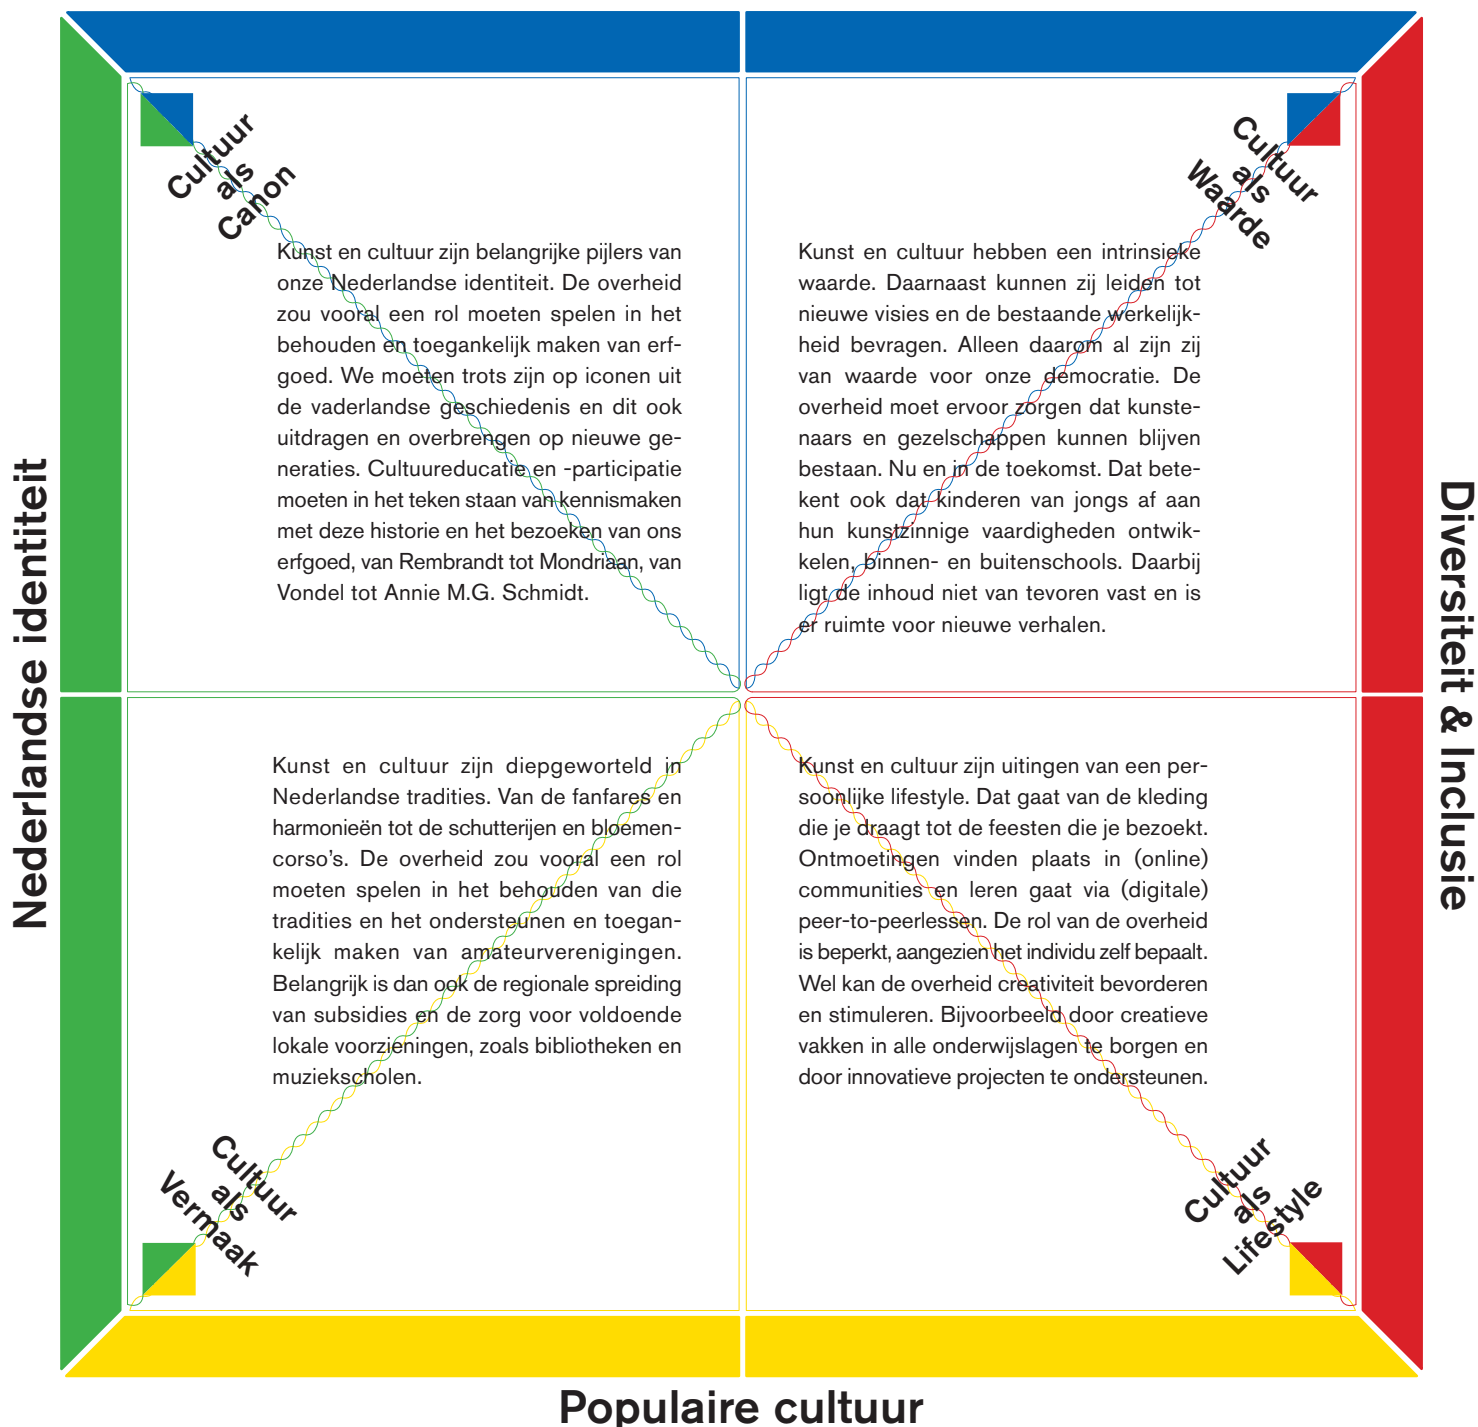 Cultuur
als
Canon
Kunst en cultuur zijn belangrijke pijlers van
onze Nederlandse identiteit. De overheid
zou vooral een rol moeten spelen in het
behouden en toegankelijk maken van erf-
goed. We moeten trots zijn op iconen uit
de vaderlandse geschiedenis en dit ook
uitdragen en overbrengen op nieuwe ge-
neraties. Cultuureducatie en -participatie
moeten in het teken staan van kennismaken
met deze historie en het bezoeken van ons
erfgoed, van Rembrandt tot Mondriaan, van
Vondel tot Annie M.G. Schmidt.
Cultuur
als
Waarde
Kunst en cultuur hebben een intrinsieke
waarde. Daarnaast kunnen zij leiden tot
nieuwe visies en de bestaande werkelijk-
heid bevragen. Alleen daarom al zijn zij
van waarde voor onze democratie. De
overheid moet ervoor zorgen dat kunste-
naars en gezelschappen kunnen blijven
bestaan. Nu en in de toekomst. Dat bete-
kent ook dat kinderen van jongs af aan
hun kunstzinnige vaardigheden ontwik-
kelen, binnen- en buitenschools. Daarbij
ligt de inhoud niet van tevoren vast en is
er ruimte voor nieuwe verhalen.
Nederlandse identiteit
Diversiteit & Inclusie
Kunst en cultuur zijn diepgeworteld in
Nederlandse tradities. Van de fanfares en
harmonieën tot de schutterijen en bloemen-
corso's. De overheid zou vooral een rol
moeten spelen in het behouden van die
tradities en het ondersteunen en toegan-
kelijk maken van amateurverenigingen.
Belangrijk is dan ook de regionale spreiding
van subsidies en de zorg voor voldoende
lokale voorzieningen, zoals bibliotheken en
muziekscholen.
Cultuur
als
Vermaak
Kunst en cultuur zijn uitingen van een per-
soonlijke lifestyle. Dat gaat van de kleding
die je draagt tot de feesten die je bezoekt.
Ontmoetingen vinden plaats in (online)
communities en leren gaat via (digitale)
peer-to-peerlessen. De rol van de overheid
is beperkt, aangezien het individu zelf bepaalt.
Wel kan de overheid creativiteit bevorderen
en stimuleren. Bijvoorbeeld door creatieve
vakken in alle onderwijslagen te borgen en
door innovatieve projecten te ondersteunen.
Cultuur
als
Lifestyle
Populaire cultuur